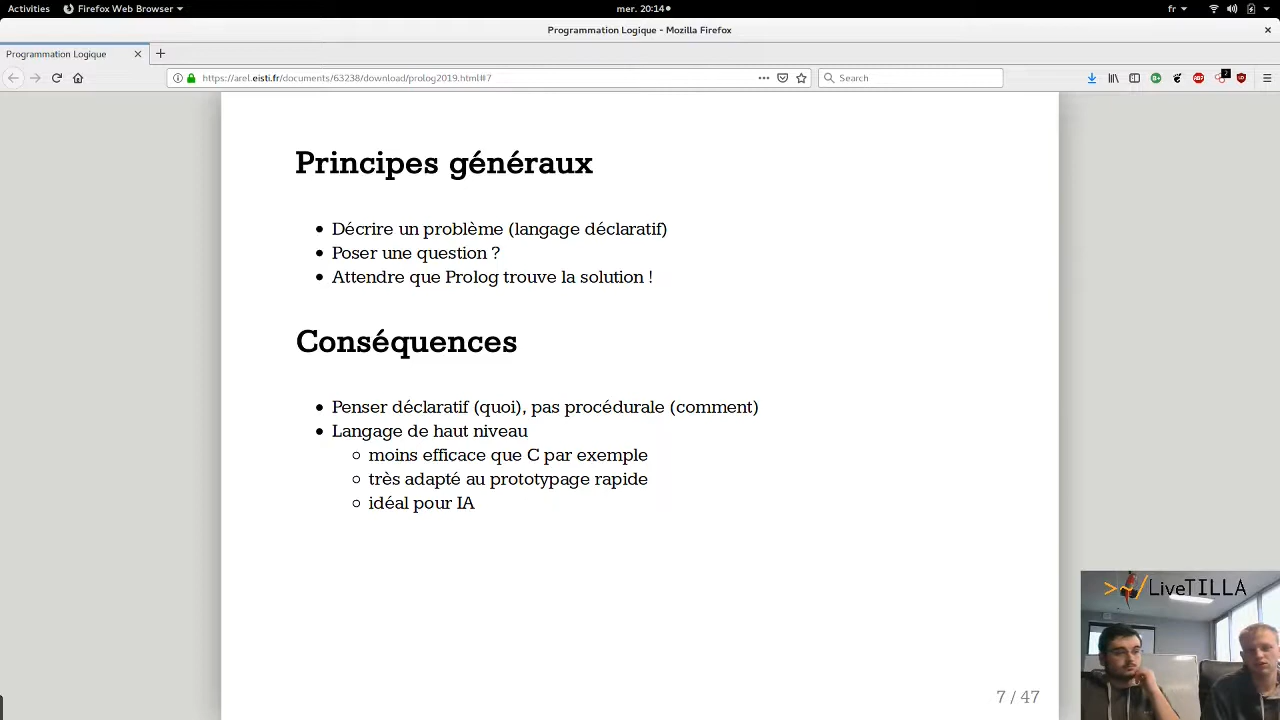 Activities Firefox Web Browser mer. 20:14 fr
Programmation Logique - Mozilla Firefox
Programmation Logique
https://arel.eisti.fr/documents/63238/download/prolog2019.html#7 Search 2
Principes généraux
Décrire un problème (langage déclaratif)
Poser une question ?
Attendre que Prolog trouve la solution !
Conséquences
Penser déclaratif (quoi), pas procédurale (comment)
Langage de haut niveau
moins efficace que C par exemple
très adapté au prototypage rapide
idéal pour IA
LiveTILLA
7 / 47